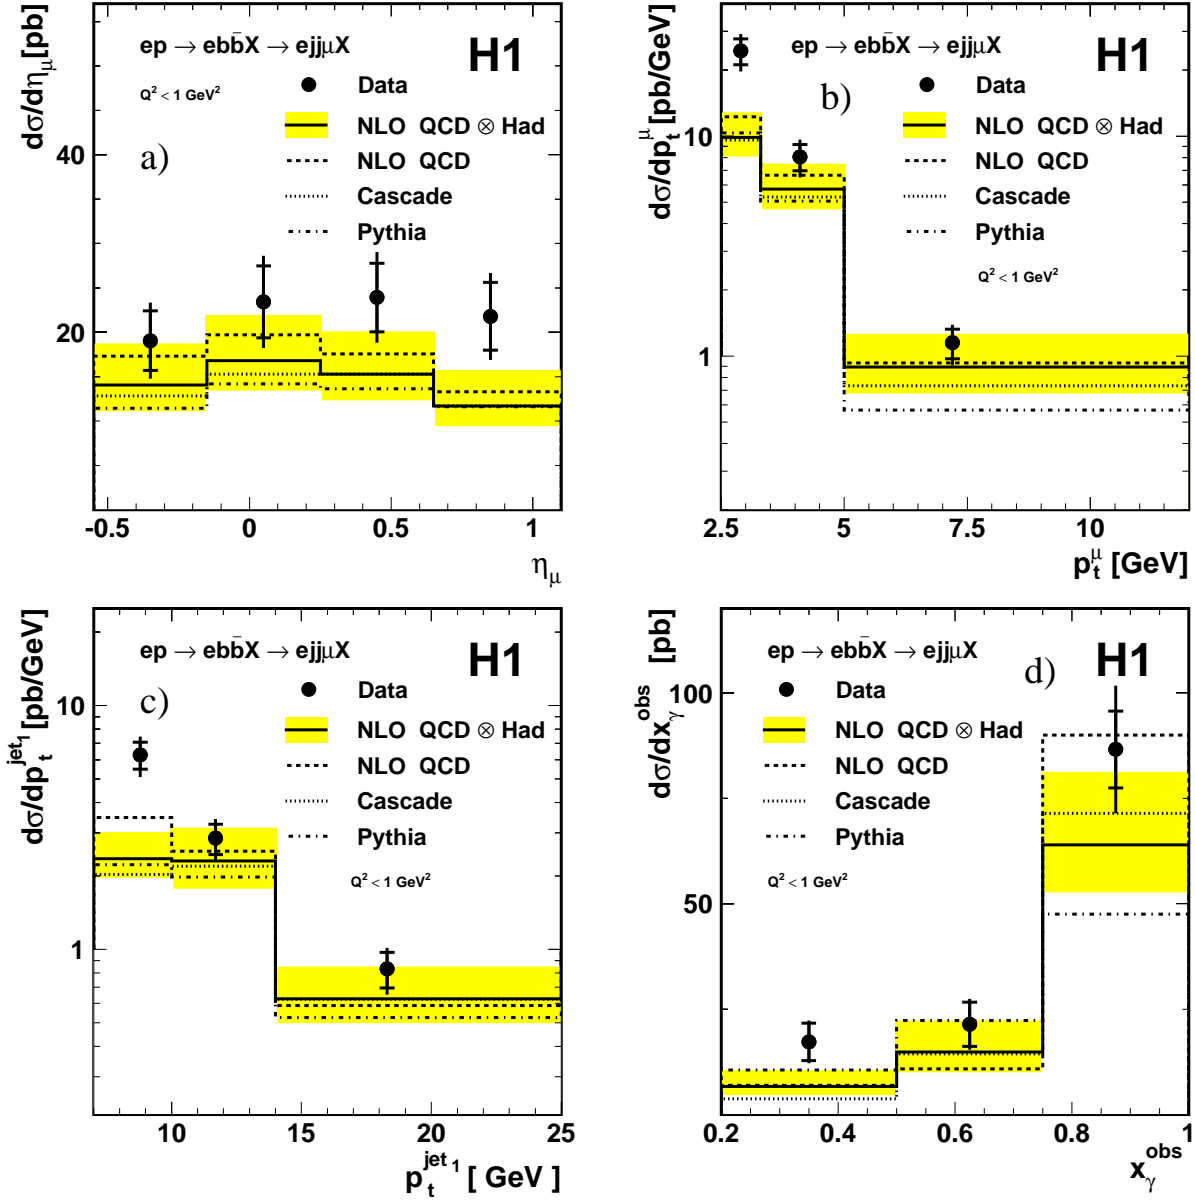 dσ/dη_μ[pb]
ep → ebb̄X → ejjμX
H1
Q² < 1 GeV²
a)
Data
NLO QCD ⊗ Had
NLO QCD
Cascade
Pythia
40
20
-0.5 0 0.5 1
η_μ
dσ/dp_t^μ[pb/GeV]
ep → ebb̄X → ejjμX
H1
b)
Data
NLO QCD ⊗ Had
NLO QCD
Cascade
Pythia
Q² < 1 GeV²
10
1
2.5 5 7.5 10
p_t^μ [GeV]
dσ/dp_t^jet₁[pb/GeV]
ep → ebb̄X → ejjμX
H1
c)
Data
NLO QCD ⊗ Had
NLO QCD
Cascade
Pythia
Q² < 1 GeV²
10
1
10 15 20 25
p_t^jet ₁ [ GeV ]
dσ/dx_γ^obs [pb]
ep → ebb̄X → ejjμX
H1
d)
Data
NLO QCD ⊗ Had
NLO QCD
Cascade
Pythia
Q² < 1 GeV²
100
50
0.2 0.4 0.6 0.8 1
x_γ^obs